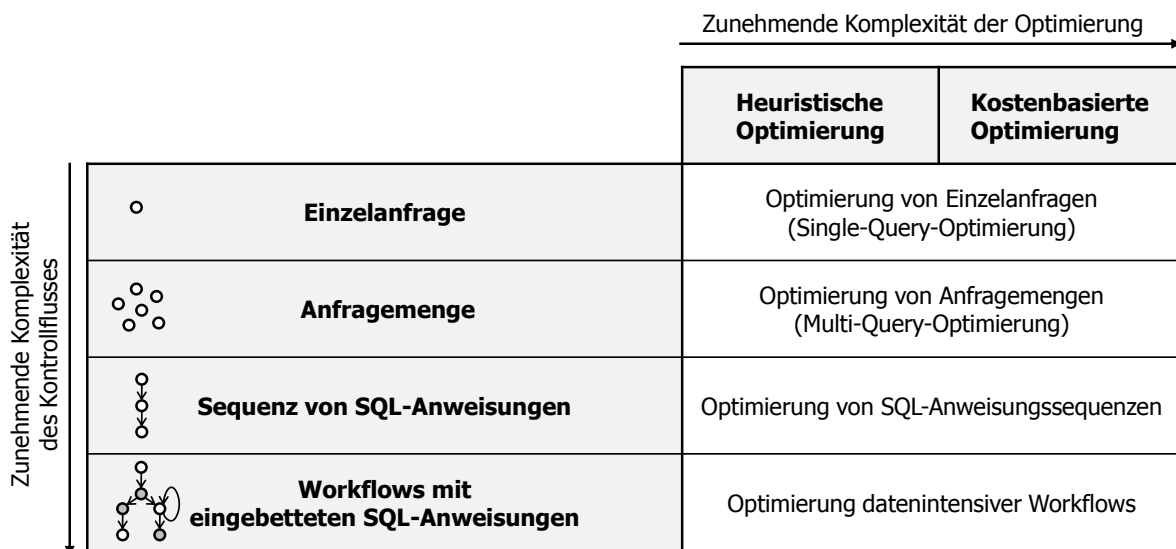 Zunehmende Komplexität der Optimierung
Heuristische
Optimierung
Kostenbasierte
Optimierung
Zunehmende Komplexität
des Kontrollflusses
Einzelanfrage
Optimierung von Einzelanfragen
(Single-Query-Optimierung)
Anfragemenge
Optimierung von Anfragemengen
(Multi-Query-Optimierung)
Sequenz von SQL-Anweisungen
Optimierung von SQL-Anweisungssequenzen
Workflows mit
eingebetteten SQL-Anweisungen
Optimierung datenintensiver Workflows